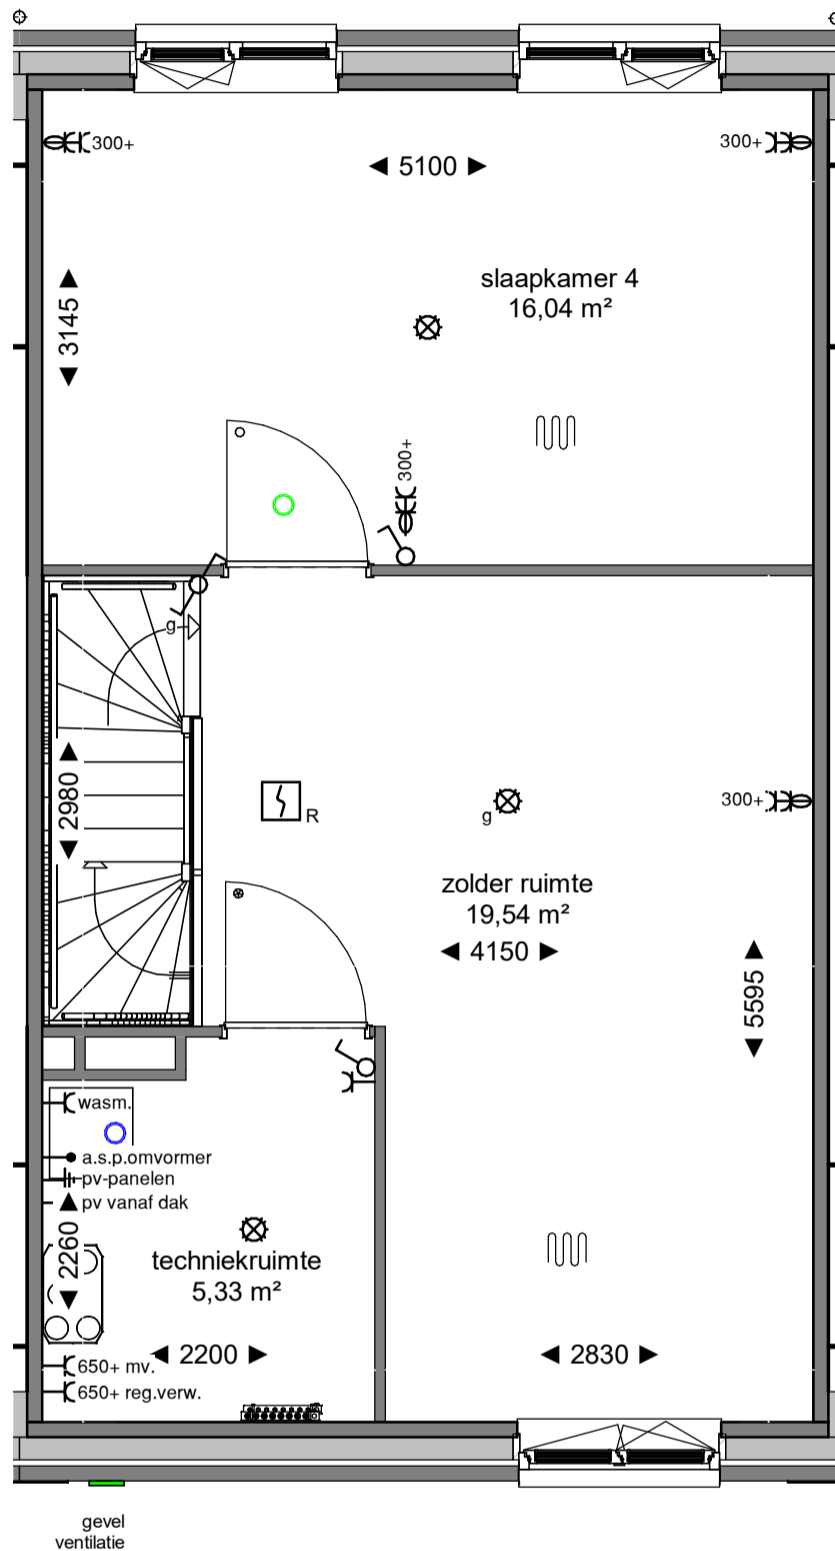 300+
300+
5100
slaapkamer 4
16,04 m²
3145
300+
g
2980
R
g
300+
zolder ruimte
19,54 m²
4150
5595
wasm.
a.s.p.omvormer
pv-panelen
pv vanaf dak
2260
techniekruimte
5,33 m²
2200
2830
650+ mv.
650+ reg.verw.
gevel
ventilatie